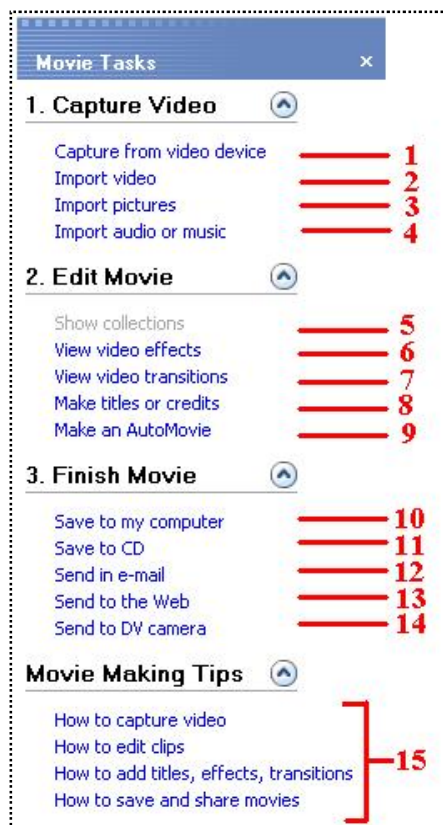 Movie Tasks ×
1. Capture Video
Capture from video device 1
Import video 2
Import pictures 3
Import audio or music 4
2. Edit Movie
Show collections 5
View video effects 6
View video transitions 7
Make titles or credits 8
Make an AutoMovie 9
3. Finish Movie
Save to my computer 10
Save to CD 11
Send in e-mail 12
Send to the Web 13
Send to DV camera 14
Movie Making Tips
How to capture video
How to edit clips
How to add titles, effects, transitions 15
How to save and share movies